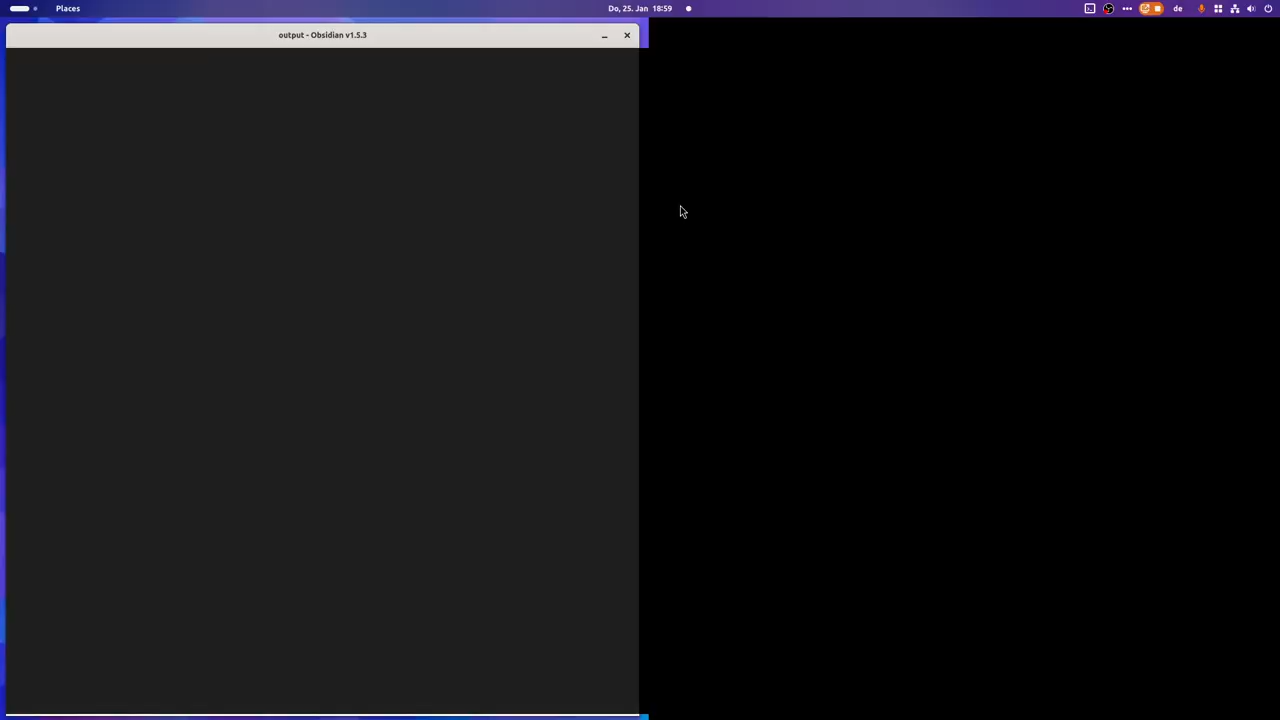 Places
Do, 25. Jan 18:59
de
output - Obsidian v1.5.3